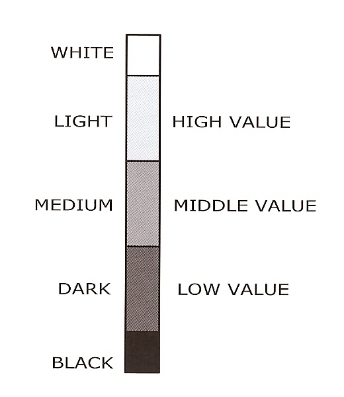 WHITE
LIGHT HIGH VALUE
MEDIUM MIDDLE VALUE
DARK LOW VALUE
BLACK